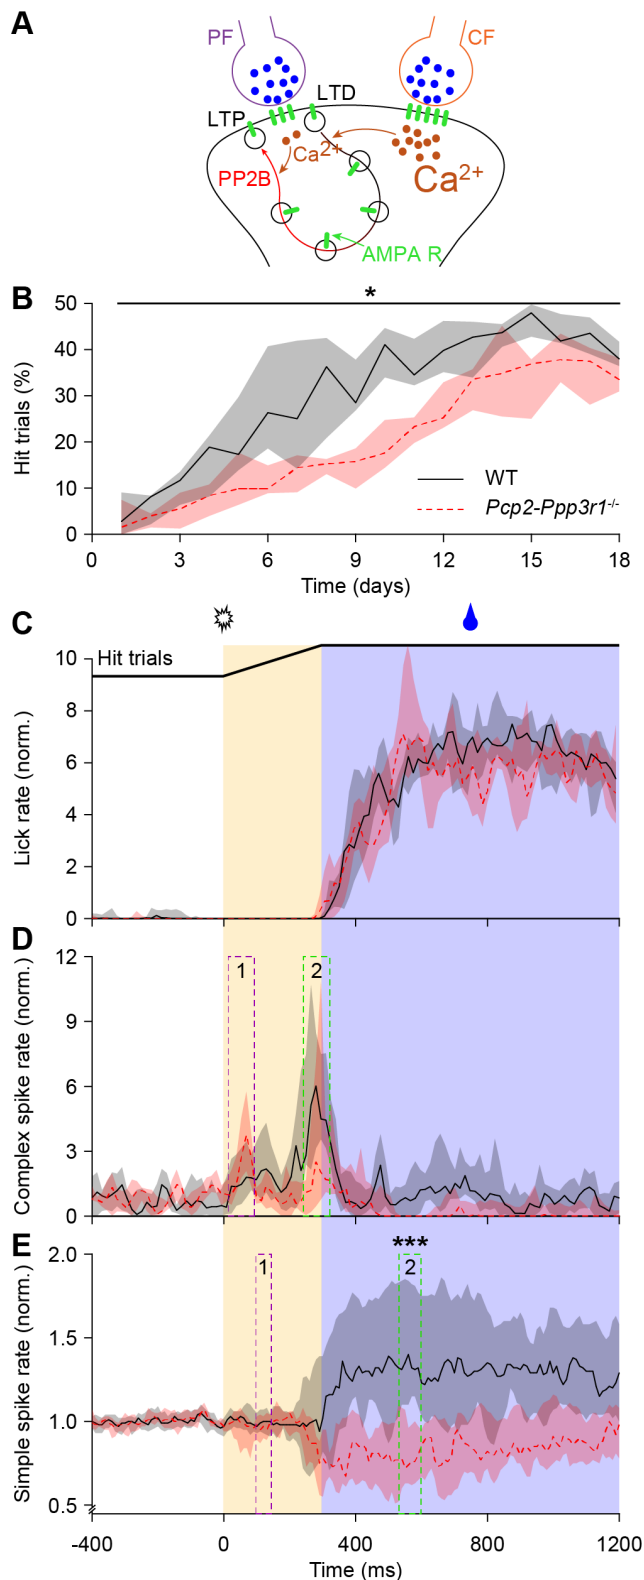 A
PF
CF
LTP
LTD
Ca2+
Ca2+
PP2B
AMPA R
B
*
50
40
30
20
10
0
Hit trials (%)
WT
Pcp2-Ppp3r1-/-
0 3 6 9 12 15 18
Time (days)
C
Hit trials
10
8
6
4
2
0
Lick rate (norm.)
D
12
9
6
3
0
Complex spike rate (norm.)
1
2
E
***
2.0
1.5
1.0
0.5
Simple spike rate (norm.)
1
2
-400 0 400 800 1200
Time (ms)